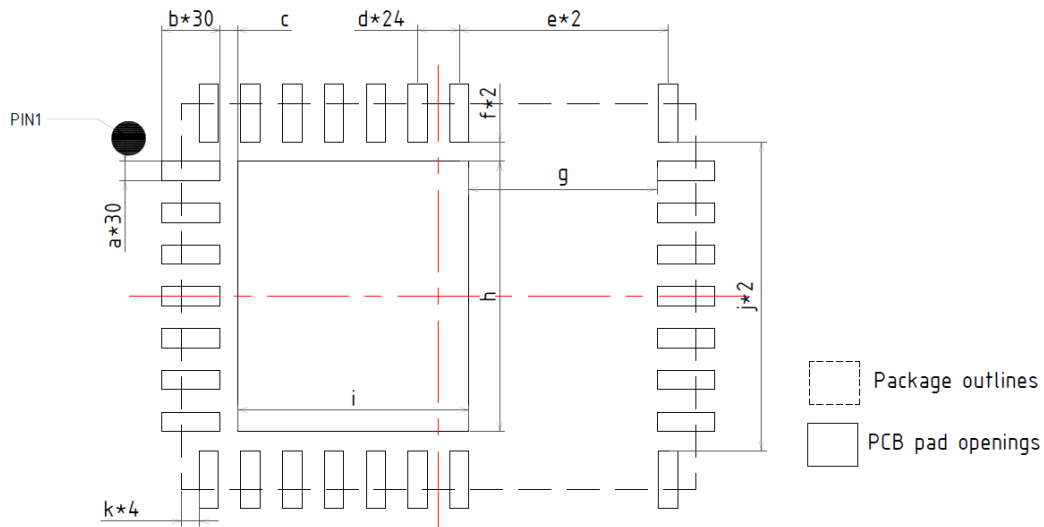 b*30
c
d*24
e*2
PIN1
f*2
g
a*30
h
j*2
i
Package outlines
PCB pad openings
k*4